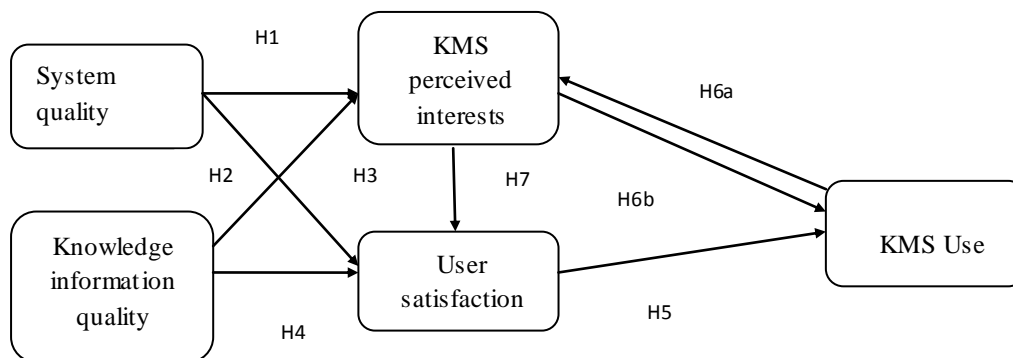 H1
System
quality
KMS
perceived
interests
H6a
H2
H3
H7
H6b
KMS Use
Knowledge
information
quality
User
satisfaction
H4
H5